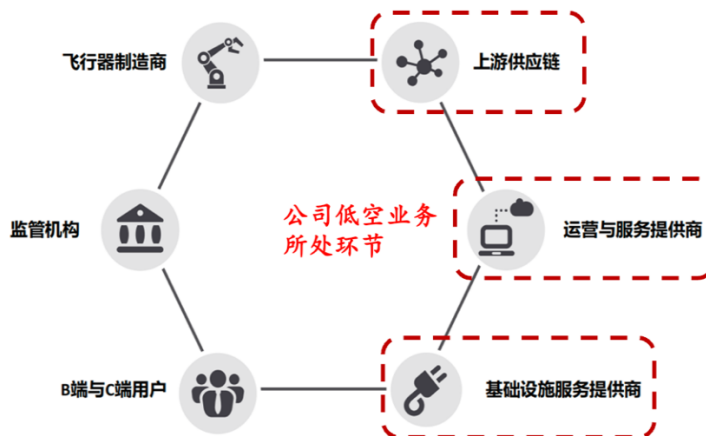 飞行器制造商
上游供应链
监管机构
公司低空业务
所处环节
运营与服务提供商
B端与C端用户
基础设施服务提供商